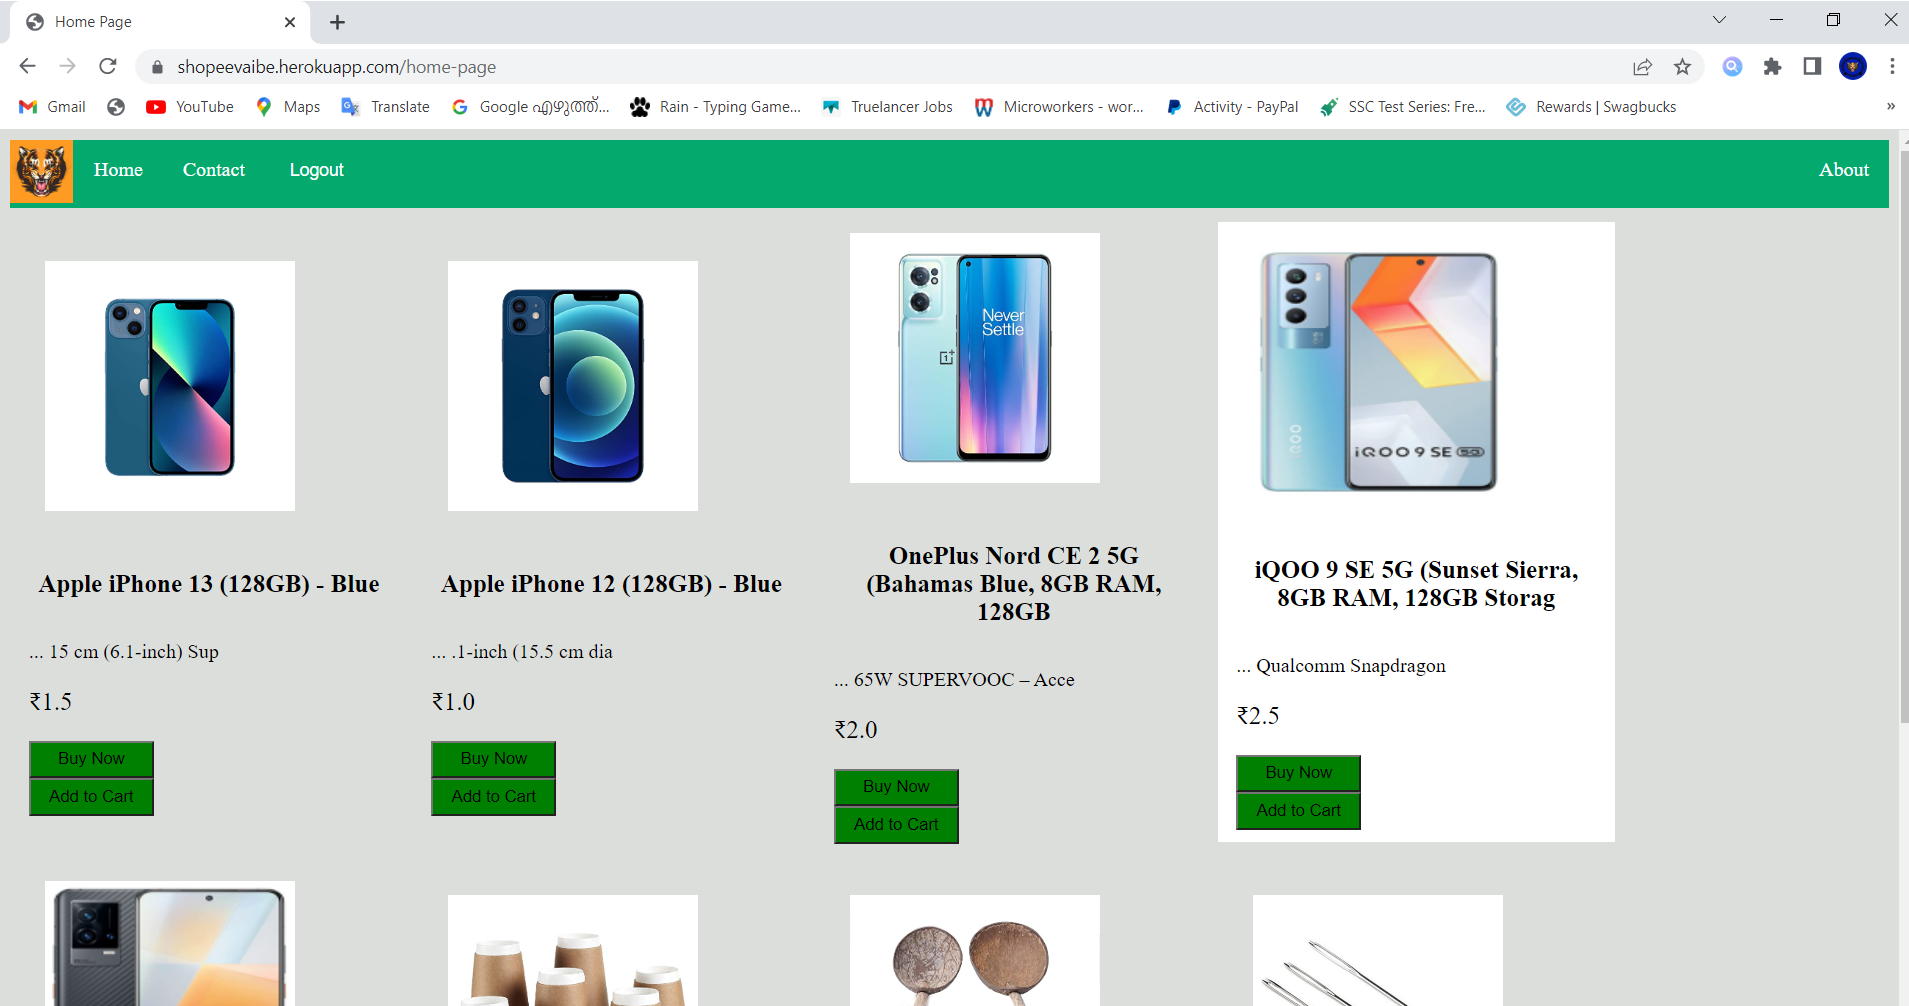 Home Page
shopeevaibe.herokuapp.com/home-page
Gmail
YouTube
Maps
Translate
Google എഴുത്ത്...
Rain - Typing Game...
Truelancer Jobs
Microworkers - wor...
Activity - PayPal
SSC Test Series: Fre...
Rewards | Swagbucks
»
Home
Contact
Logout
About
Never
Settle
iQOO
iQOO 9 SE 5G
Apple iPhone 13 (128GB) - Blue
... 15 cm (6.1-inch) Sup
₹1.5
Buy Now
Add to Cart
Apple iPhone 12 (128GB) - Blue
... .1-inch (15.5 cm dia
₹1.0
Buy Now
Add to Cart
OnePlus Nord CE 2 5G
(Bahamas Blue, 8GB RAM,
128GB
... 65W SUPERVOOC – Acce
₹2.0
Buy Now
Add to Cart
iQOO 9 SE 5G (Sunset Sierra,
8GB RAM, 128GB Storag
... Qualcomm Snapdragon
₹2.5
Buy Now
Add to Cart